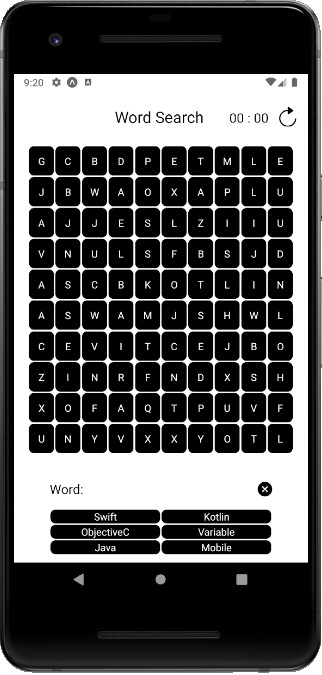 9:20
Word Search 00 : 00
G C B D P E T M L E
J B W A O X A P L U
A J J E S L Z I I U
V N U L S F B S J D
A S C B K O T L I N
A S W A M J S H W L
C E V I T C E J B O
Z I N R F N D X S H
X O F A Q T P U V F
U N Y V X X Y O T L
Word:
Swift Kotlin
ObjectiveC Variable
Java Mobile